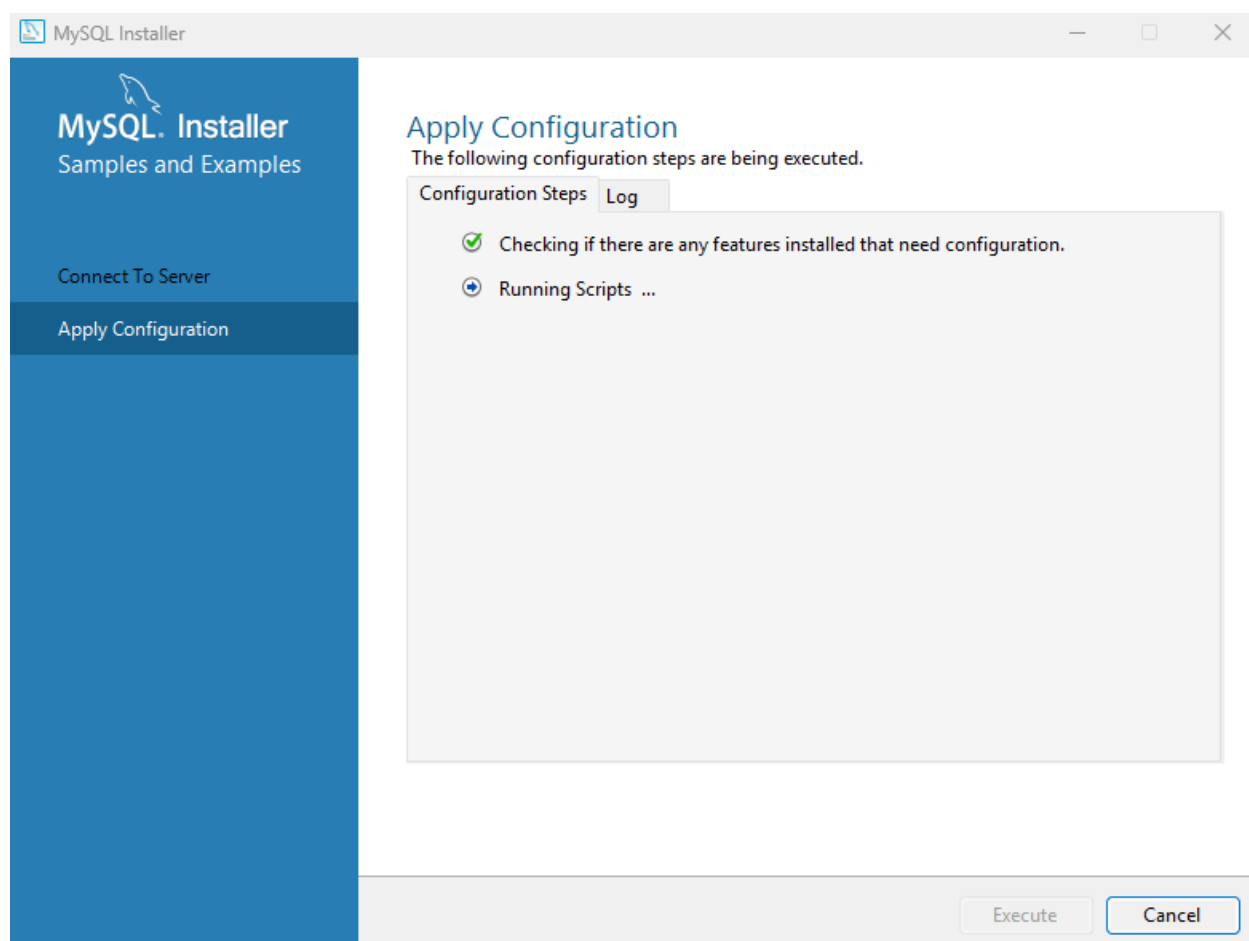 MySQL Installer
MySQL. Installer
Samples and Examples
Connect To Server
Apply Configuration
Apply Configuration
The following configuration steps are being executed.
Configuration Steps
Log
Checking if there are any features installed that need configuration.
Running Scripts ...
Execute
Cancel